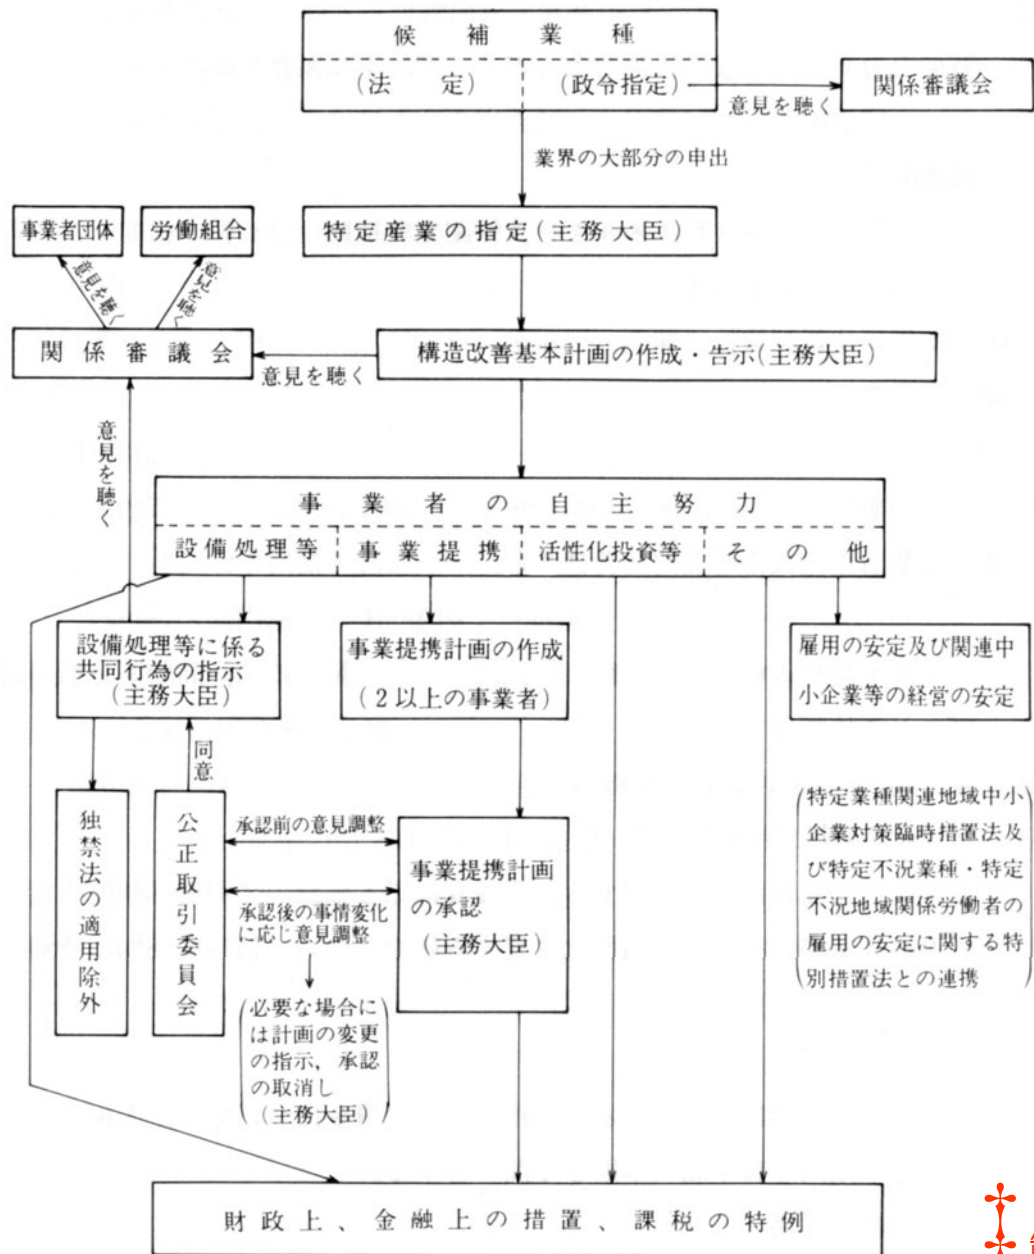 候補業種
(法定)
(政令指定)
意見を聴く
関係審議会
業界の大部分の申出
事業者団体
労働組合
特定産業の指定(主務大臣)
意見を聴く
意見を聴く
関係審議会
意見を聴く
構造改善基本計画の作成・告示(主務大臣)
意見を聴く
事業者の自主努力
設備処理等
事業提携
活性化投資等
その他
設備処理等に係る
共同行為の指示
(主務大臣)
事業提携計画の作成
(2以上の事業者)
雇用の安定及び関連中
小企業等の経営の安定
同意
独禁法の適用除外
公正取引委員会
承認前の意見調整
承認後の事情変化
に応じ意見調整
事業提携計画
の承認
(主務大臣)
(必要な場合に
は計画の変更
の指示，承認
の取消し
(主務大臣))
(特定業種関連地域中小
企業対策臨時措置法及
び特定不況業種・特定
不況地域関係労働者の
雇用の安定に関する特
別措置法との連携)
財政上、金融上の措置、課税の特例